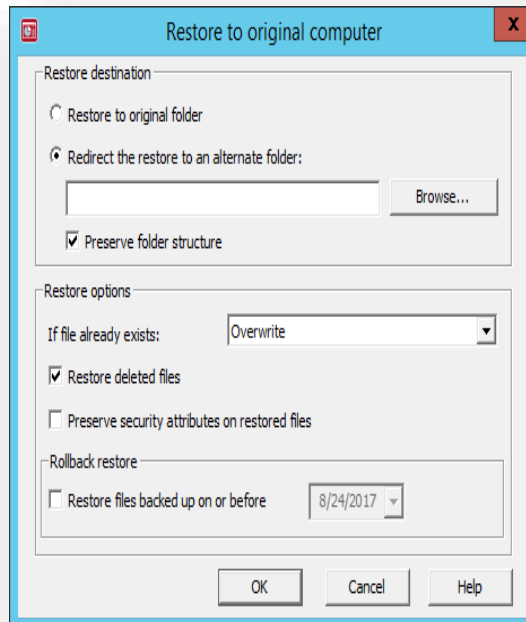 Restore to original computer
X
Restore destination
Restore to original folder
Redirect the restore to an alternate folder:
Browse...
Preserve folder structure
Restore options
If file already exists: Overwrite
Restore deleted files
Preserve security attributes on restored files
Rollback restore
Restore files backed up on or before 8/24/2017
OK Cancel Help